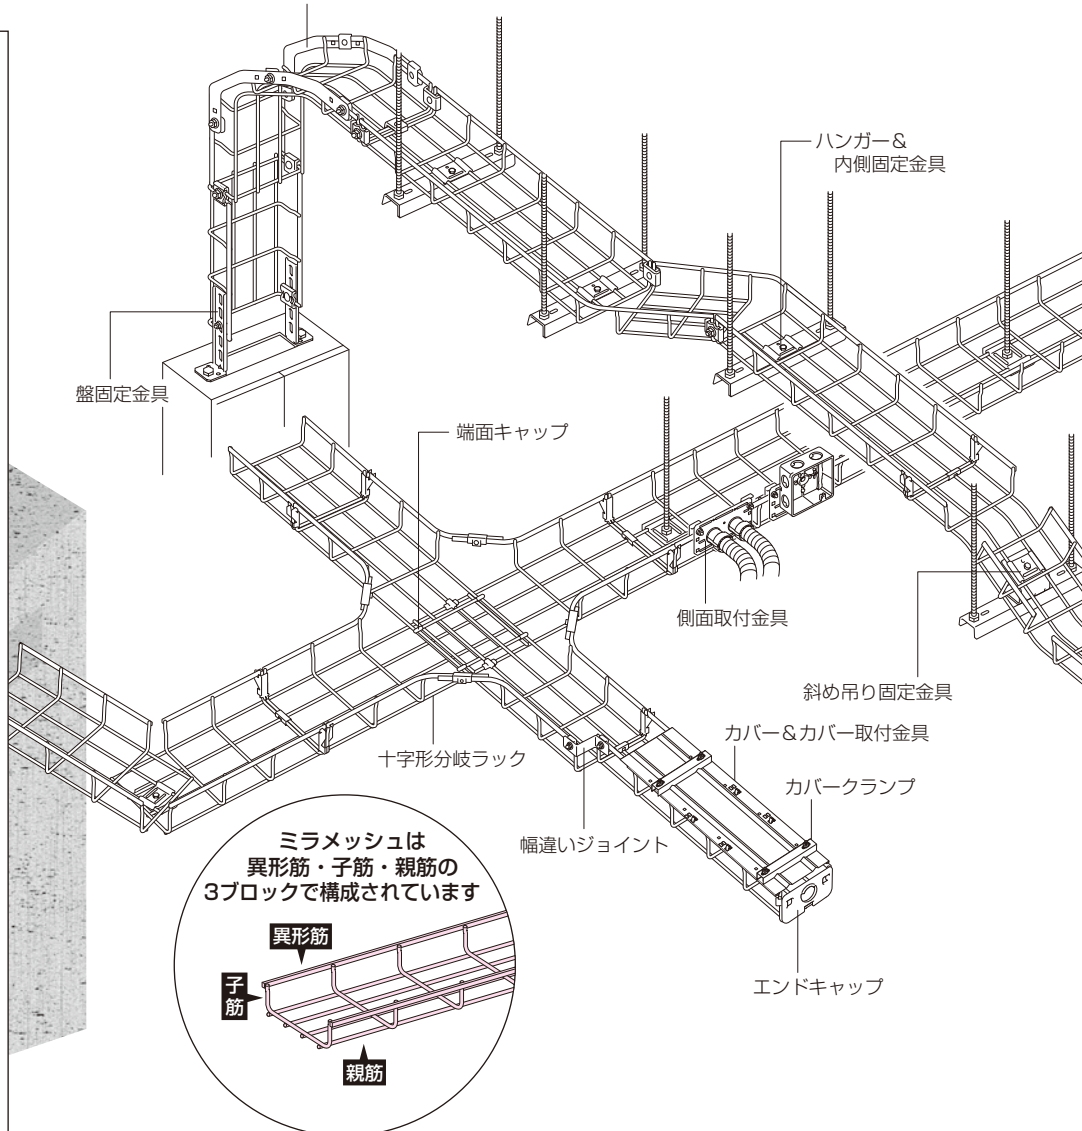 ハンガー&
内側固定金具
盤固定金具
端面キャップ
側面取付金具
斜め吊り固定金具
十字形分岐ラック
カバー&カバー取付金具
カバークランプ
幅違いジョイント
エンドキャップ
ミラメッシュは
異形筋・子筋・親筋の
3ブロックで構成されています
異形筋
子筋
親筋